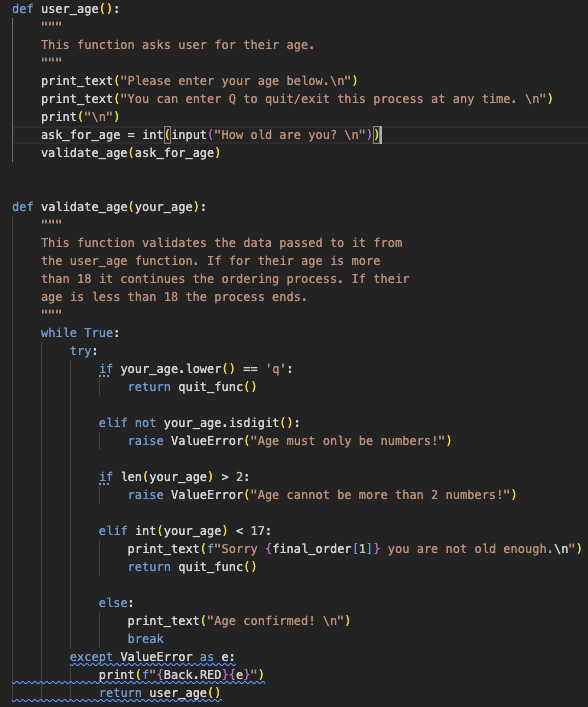 def user_age():
"""
This function asks user for their age.
"""
print_text("Please enter your age below.\n")
print_text("You can enter Q to quit/exit this process at any time. \n")
print("\n")
ask_for_age = int(input("How old are you? \n"))
validate_age(ask_for_age)
def validate_age(your_age):
"""
This function validates the data passed to it from
the user_age function. If for their age is more
than 18 it continues the ordering process. If their
age is less than 18 the process ends.
"""
while True:
try:
if your_age.lower() == 'q':
return quit_func()
elif not your_age.isdigit():
raise ValueError("Age must only be numbers!")
if len(your_age) > 2:
raise ValueError("Age cannot be more than 2 numbers!")
elif int(your_age) < 17:
print_text(f"Sorry {final_order[1]} you are not old enough.\n")
return quit_func()
else:
print_text("Age confirmed! \n")
break
except ValueError as e:
print(f"{Back.RED}{e}")
return user_age()